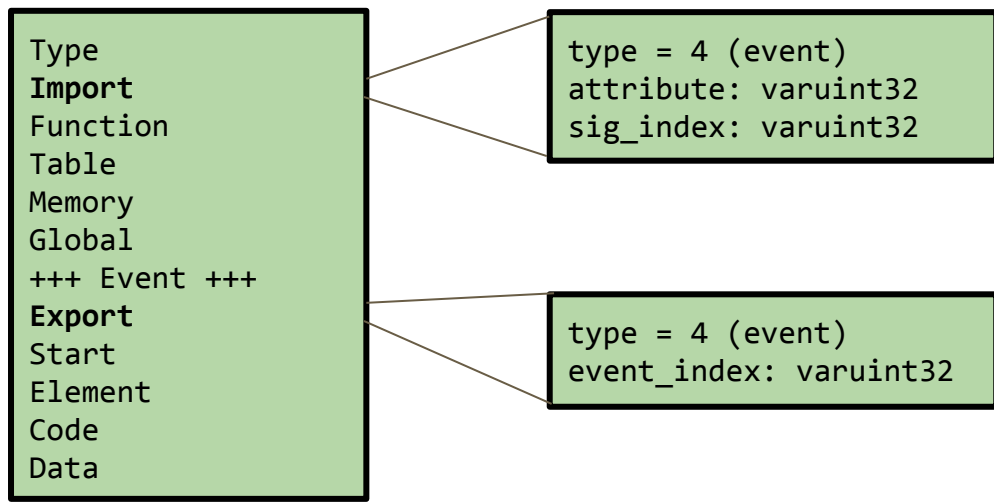 Type
Import
Function
Table
Memory
Global
+++ Event +++
Export
Start
Element
Code
Data
type = 4 (event)
attribute: varuint32
sig_index: varuint32
type = 4 (event)
event_index: varuint32